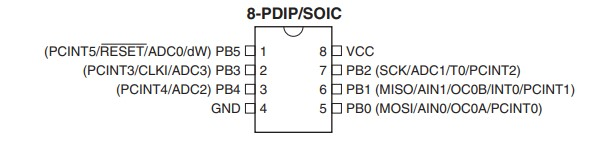 8-PDIP/SOIC
(PCINT5/RESET/ADC0/dW) PB5 1 8 VCC
(PCINT3/CLKI/ADC3) PB3 2 7 PB2 (SCK/ADC1/T0/PCINT2)
(PCINT4/ADC2) PB4 3 6 PB1 (MISO/AIN1/OC0B/INT0/PCINT1)
GND 4 5 PB0 (MOSI/AIN0/OC0A/PCINT0)